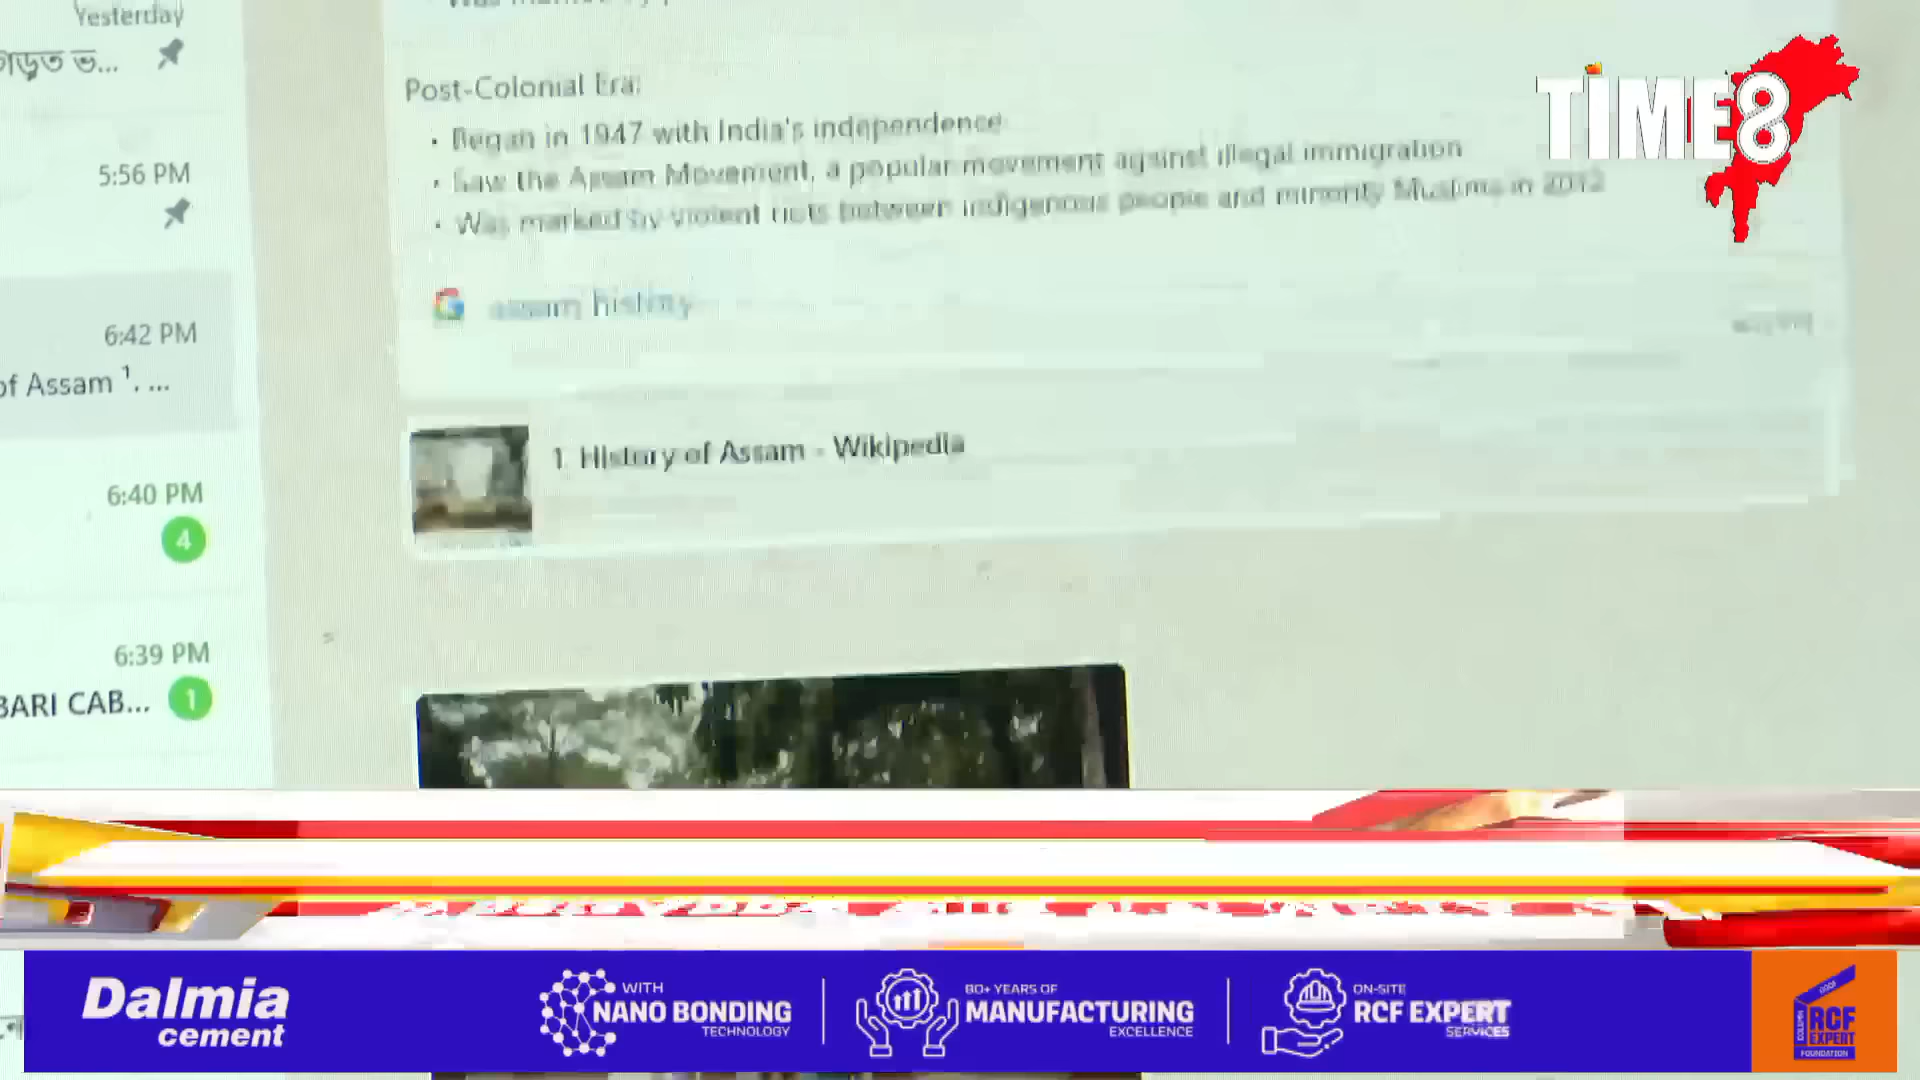 Yesterday
5:56 PM
6:42 PM
of Assam ¹. ...
6:40 PM
4
6:39 PM
BARI CAB... 1
Post-Colonial Era:
• Began in 1947 with India's independence
• Saw the Assam Movement, a popular movement against illegal immigration
• Was marked by violent riots between indigenous people and minority Muslims in 2012
assam history
1. History of Assam - Wikipedia
TIME8
Dalmia
cement
WITH
NANO BONDING
TECHNOLOGY
80+ YEARS OF
MANUFACTURING
EXCELLENCE
ON-SITE
RCF EXPERT
SERVICES
RCF
EXPERT
FOUNDATION